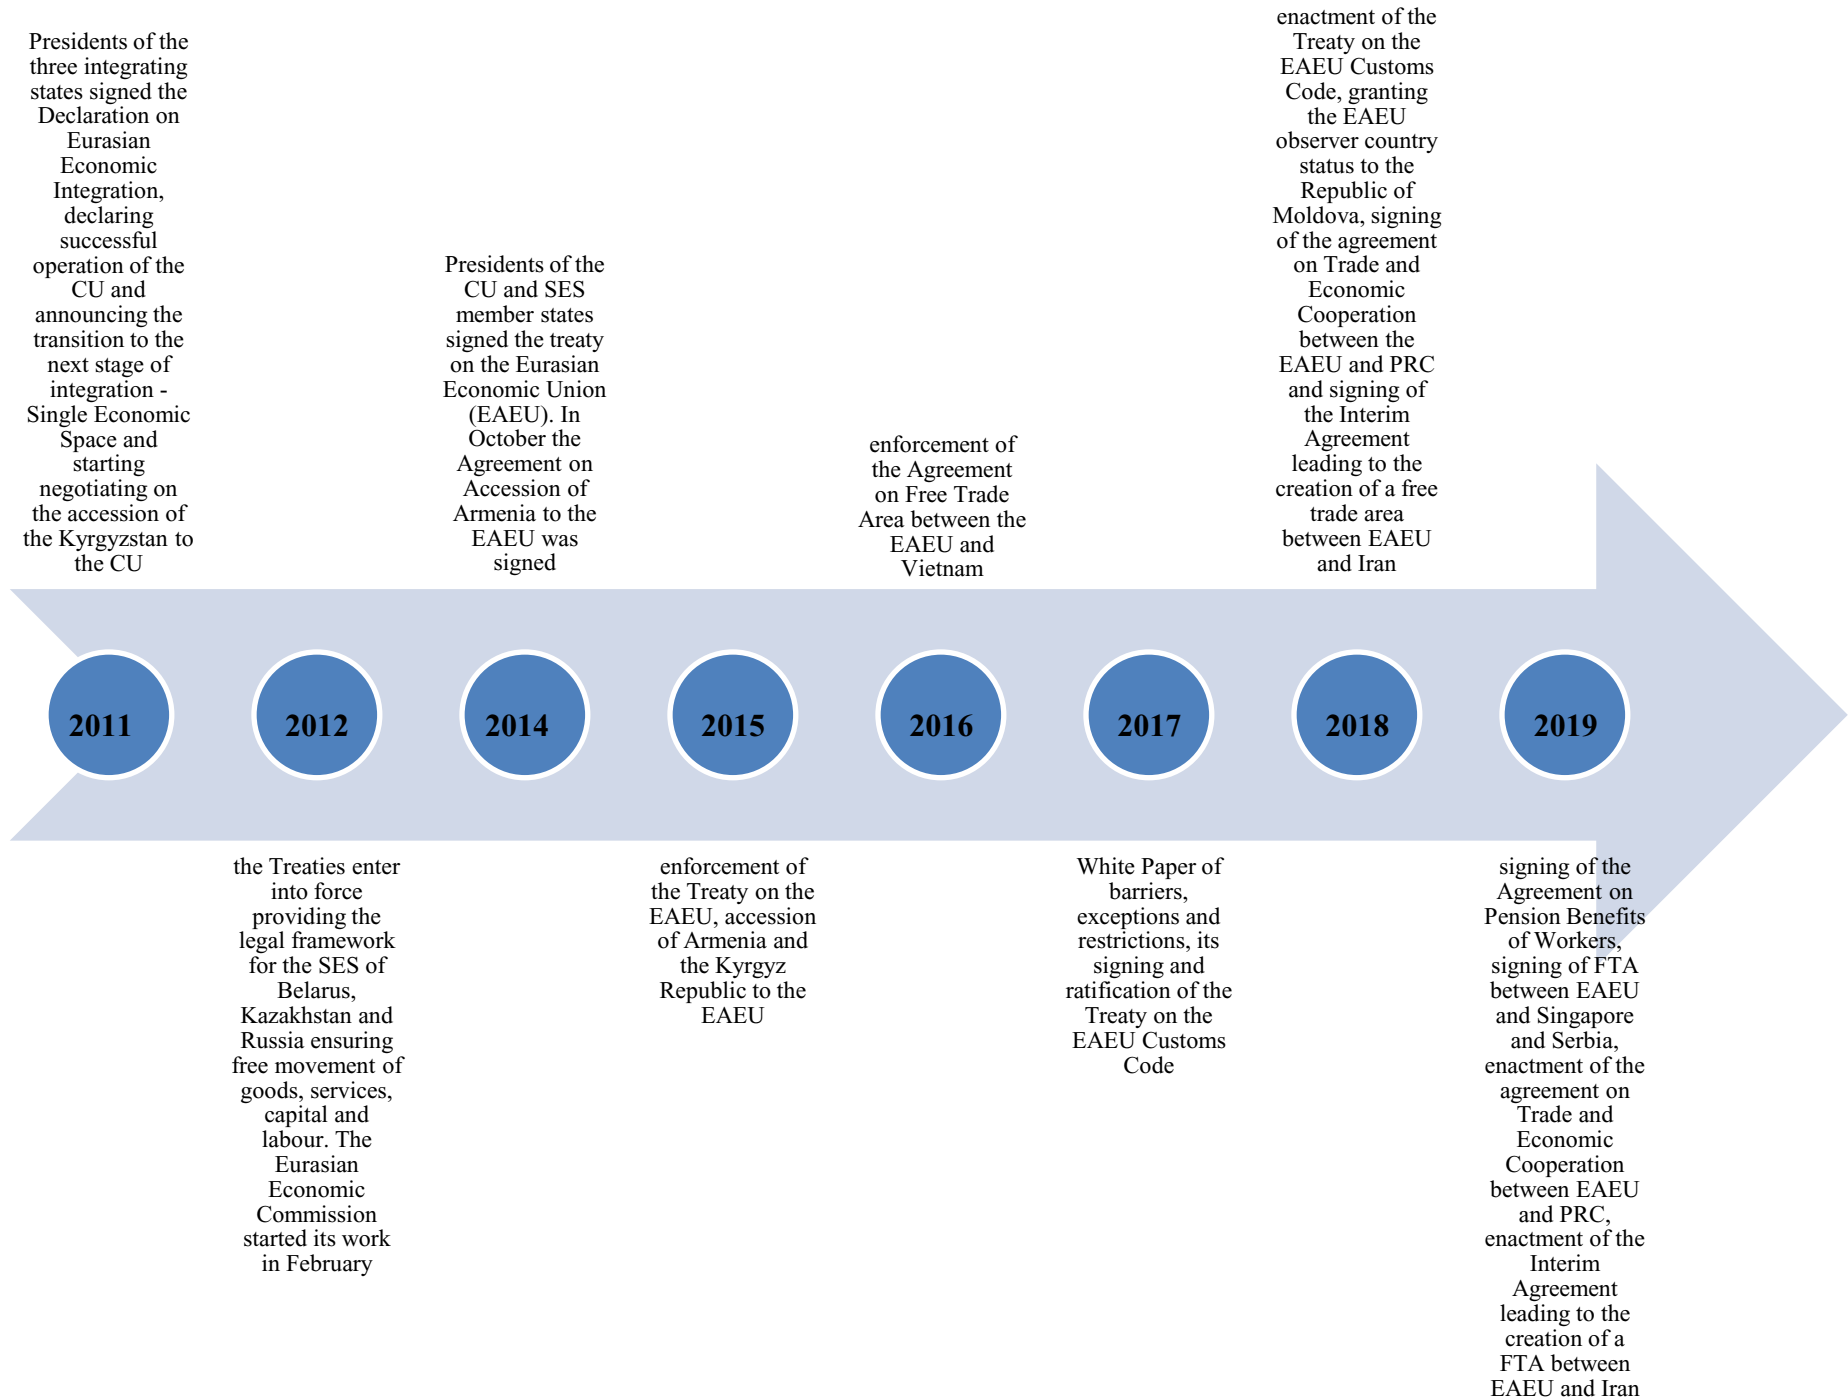 Presidents of the
three integrating
states signed the
Declaration on
Eurasian
Economic
Integration,
declaring
successful
operation of the
CU and
announcing the
transition to the
next stage of
integration -
Single Economic
Space and
starting
negotiating on
the accession of
the Kyrgyzstan to
the CU
Presidents of the
CU and SES
member states
signed the treaty
on the Eurasian
Economic Union
(EAEU). In
October the
Agreement on
Accession of
Armenia to the
EAEU was
signed
enforcement of
the Agreement
on Free Trade
Area between the
EAEU and
Vietnam
enactment of the
Treaty on the
EAEU Customs
Code, granting
the EAEU
observer country
status to the
Republic of
Moldova, signing
of the agreement
on Trade and
Economic
Cooperation
between the
EAEU and PRC
and signing of
the Interim
Agreement
leading to the
creation of a free
trade area
between EAEU
and Iran
2011
2012
2014
2015
2016
2017
2018
2019
the Treaties enter
into force
providing the
legal framework
for the SES of
Belarus,
Kazakhstan and
Russia ensuring
free movement of
goods, services,
capital and
labour. The
Eurasian
Economic
Commission
started its work
in February
enforcement of
the Treaty on the
EAEU, accession
of Armenia and
the Kyrgyz
Republic to the
EAEU
White Paper of
barriers,
exceptions and
restrictions, its
signing and
ratification of the
Treaty on the
EAEU Customs
Code
signing of the
Agreement on
Pension Benefits
of Workers,
signing of FTA
between EAEU
and Singapore
and Serbia,
enactment of the
agreement on
Trade and
Economic
Cooperation
between EAEU
and PRC,
enactment of the
Interim
Agreement
leading to the
creation of a
FTA between
EAEU and Iran